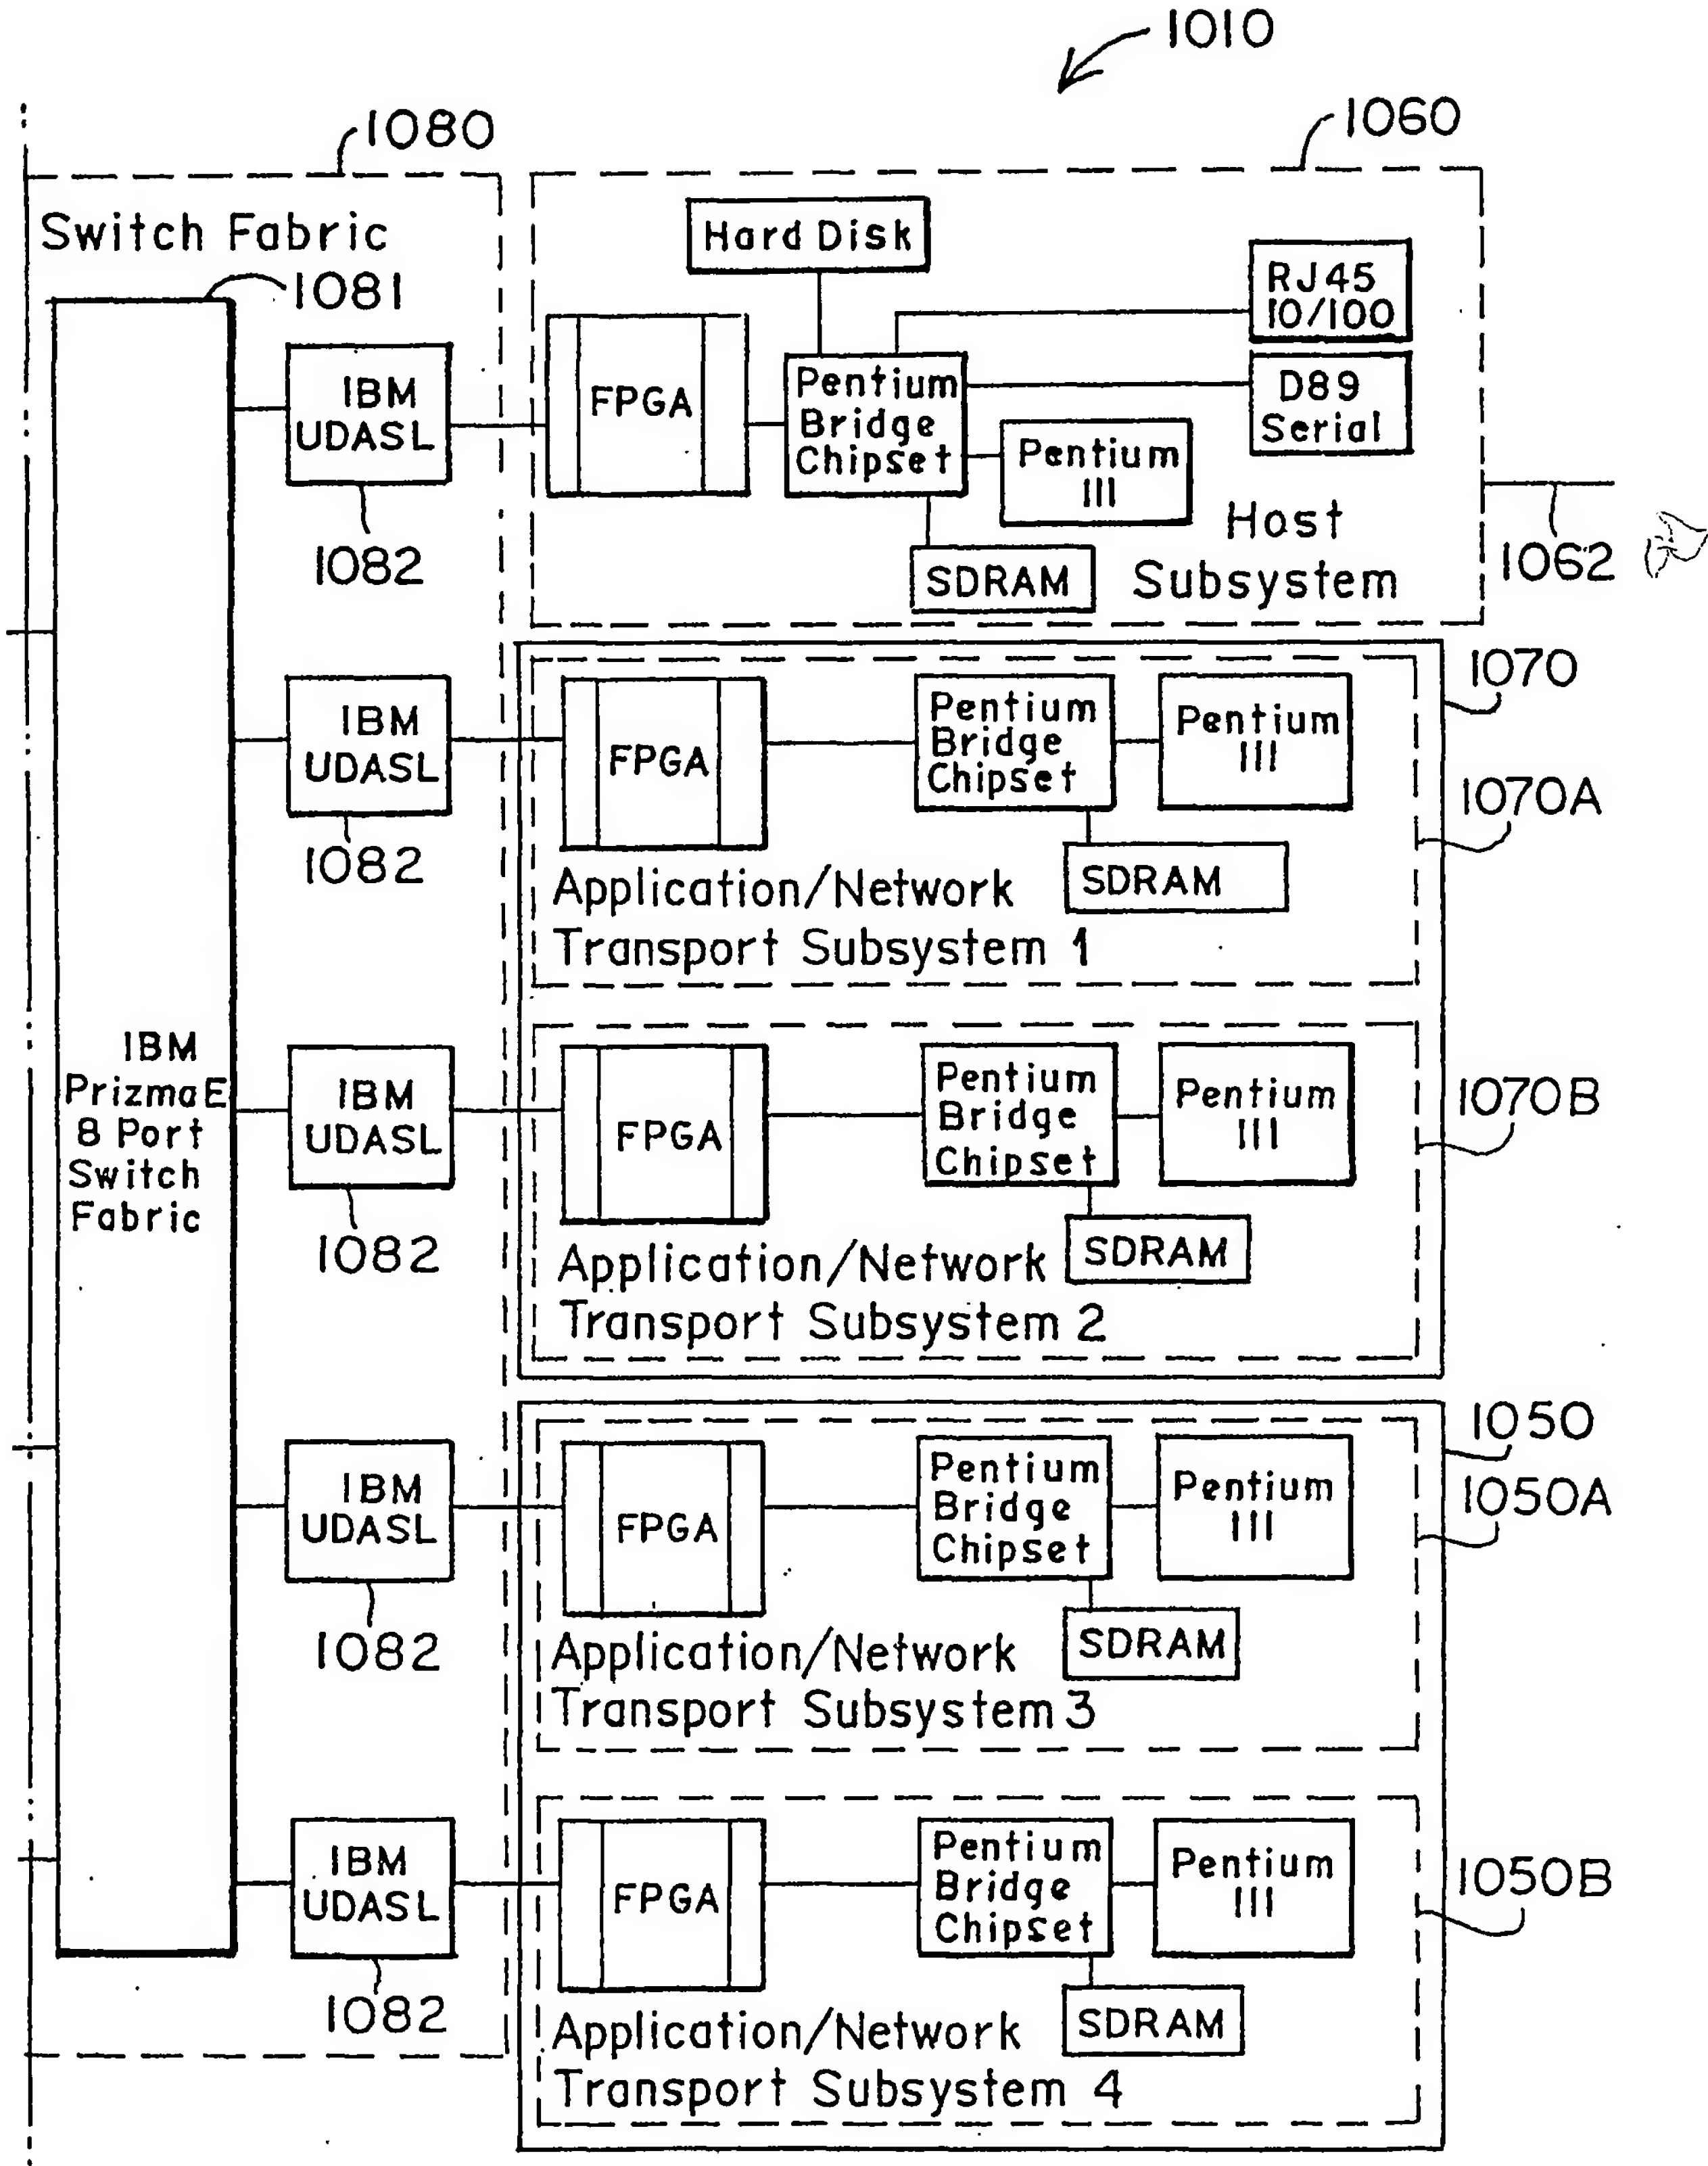 1010
1080
1060
Switch Fabric
1081
Hard Disk
RJ45
10/100
IBM
UDASL
FPGA
Pentium
Bridge
Chipset
D89
Serial
Pentium
III
1082
Host
Subsystem
SDRAM
1062
1070
IBM
UDASL
FPGA
Pentium
Bridge
Chipset
Pentium
III
1070A
1082
SDRAM
Application/Network
Transport Subsystem 1
IBM
PrizmaE
8 Port
Switch
Fabric
IBM
UDASL
FPGA
Pentium
Bridge
Chipset
Pentium
III
1070B
1082
SDRAM
Application/Network
Transport Subsystem 2
1050
IBM
UDASL
FPGA
Pentium
Bridge
Chipset
Pentium
III
1050A
1082
SDRAM
Application/Network
Transport Subsystem 3
IBM
UDASL
FPGA
Pentium
Bridge
Chipset
Pentium
III
1050B
1082
SDRAM
Application/Network
Transport Subsystem 4